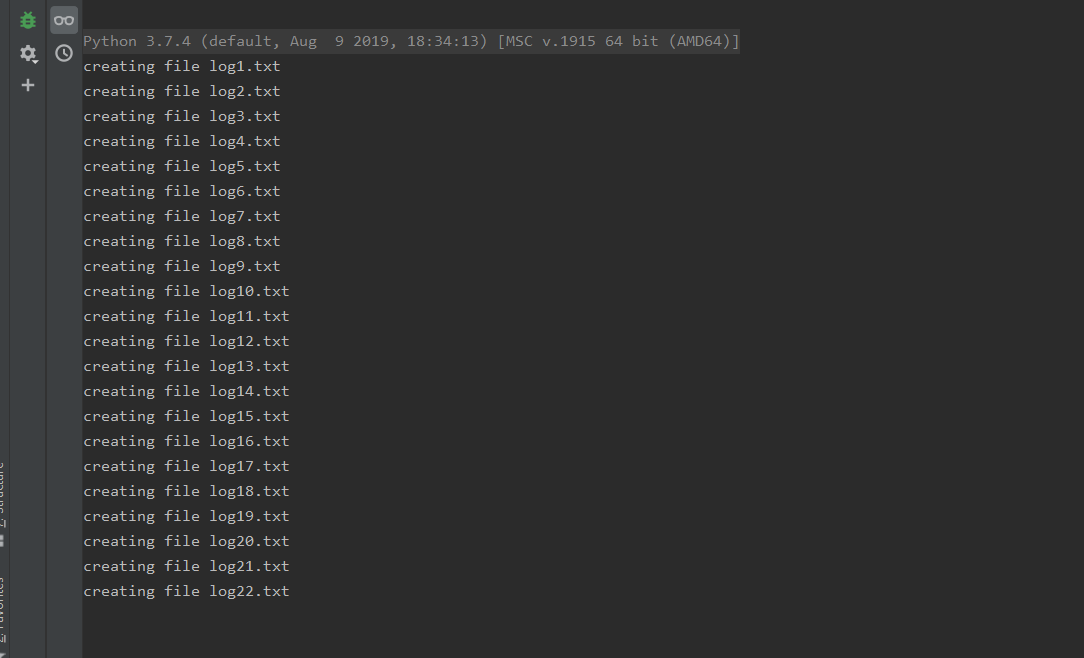 Python 3.7.4 (default, Aug  9 2019, 18:34:13) [MSC v.1915 64 bit (AMD64)]
creating file log1.txt
creating file log2.txt
creating file log3.txt
creating file log4.txt
creating file log5.txt
creating file log6.txt
creating file log7.txt
creating file log8.txt
creating file log9.txt
creating file log10.txt
creating file log11.txt
creating file log12.txt
creating file log13.txt
creating file log14.txt
creating file log15.txt
creating file log16.txt
creating file log17.txt
creating file log18.txt
creating file log19.txt
creating file log20.txt
creating file log21.txt
creating file log22.txt